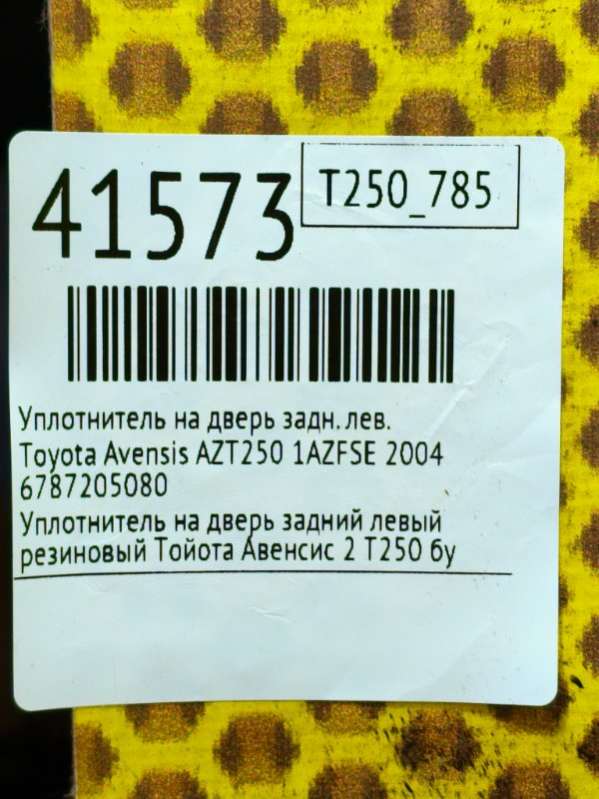 41573
T250_785
Уплотнитель на дверь задн. лев.
Toyota Avensis AZT250 1AZFSE 2004
6787205080
Уплотнитель на дверь задний левый
резиновый Тойота Авенсис 2 Т250 бу